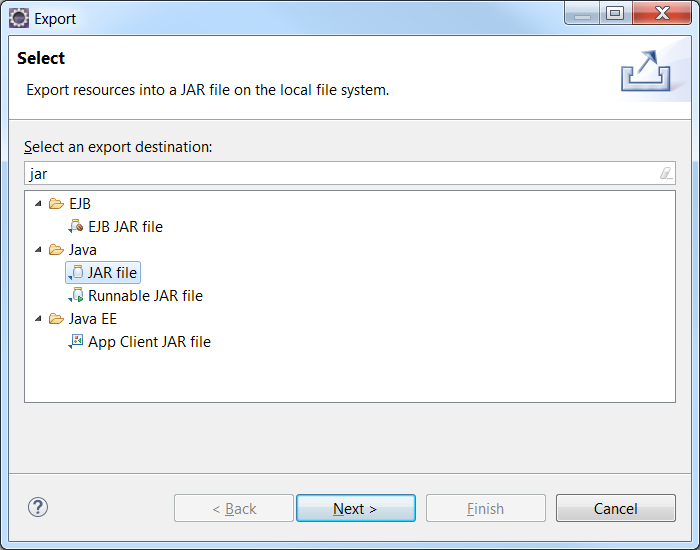 Export
Select
Export resources into a JAR file on the local file system.
Select an export destination:
jar
EJB
EJB JAR file
Java
JAR file
Runnable JAR file
Java EE
App Client JAR file
? < Back Next > Finish Cancel